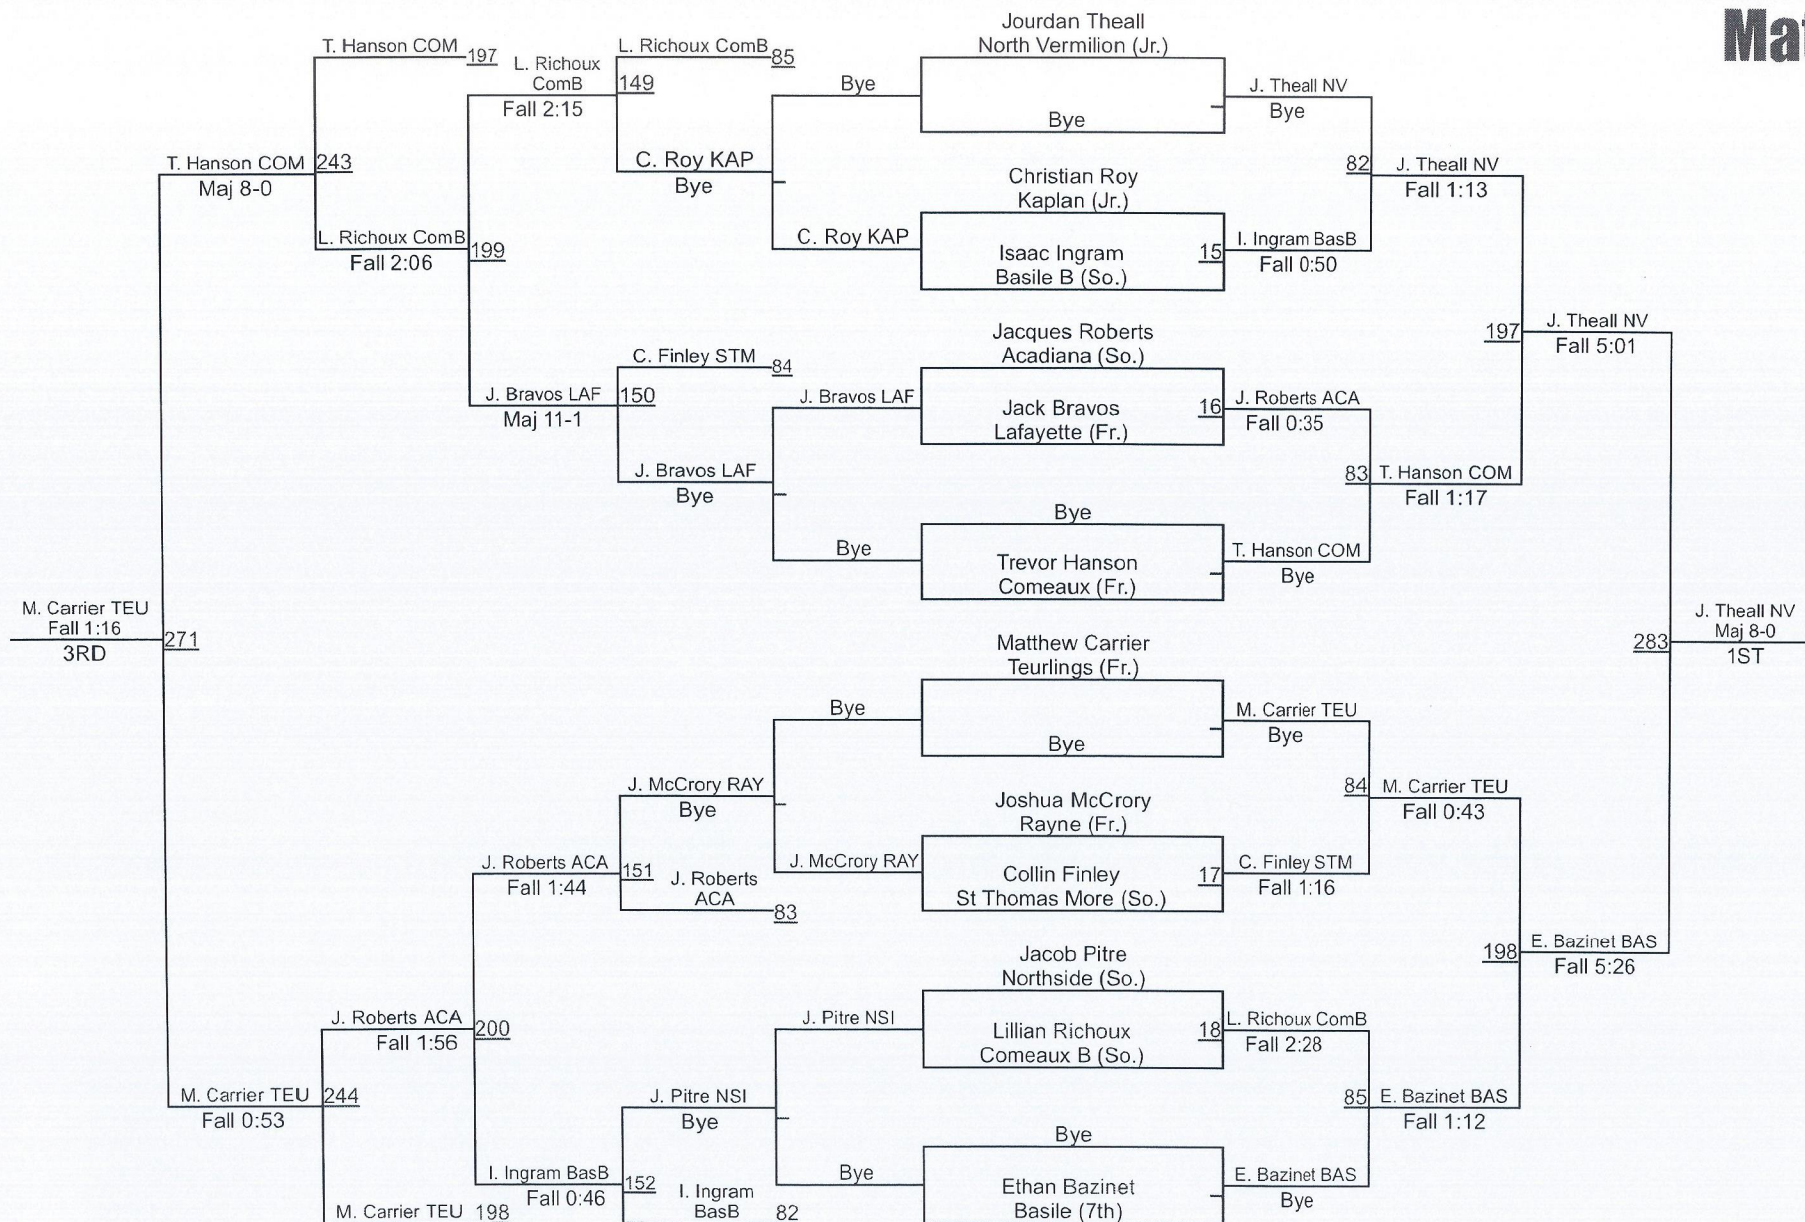 Mat
Jourdan Theall
North Vermilion (Jr.)
T. Hanson COM 197
L. Richoux
ComB
Fall 2:15
L. Richoux ComB 85
149
Bye
Bye
J. Theall NV
Bye
T. Hanson COM
Maj 8-0
243
C. Roy KAP
Bye
Christian Roy
Kaplan (Jr.)
82
J. Theall NV
Fall 1:13
L. Richoux ComB
Fall 2:06
199
C. Roy KAP
Isaac Ingram
Basile B (So.)
15
I. Ingram BasB
Fall 0:50
Jacques Roberts
Acadiana (So.)
197
J. Theall NV
Fall 5:01
C. Finley STM 84
J. Bravos LAF
Maj 11-1
150
J. Bravos LAF
Jack Bravos
Lafayette (Fr.)
16
J. Roberts ACA
Fall 0:35
J. Bravos LAF
Bye
83
T. Hanson COM
Fall 1:17
Bye
Bye
Trevor Hanson
Comeaux (Fr.)
T. Hanson COM
Bye
M. Carrier TEU
Fall 1:16
3RD
271
Matthew Carrier
Teurlings (Fr.)
283
J. Theall NV
Maj 8-0
1ST
Bye
Bye
M. Carrier TEU
Bye
J. McCrory RAY
Bye
Joshua McCrory
Rayne (Fr.)
84
M. Carrier TEU
Fall 0:43
J. Roberts ACA
Fall 1:44
151
J. Roberts
ACA
83
J. McCrory RAY
Collin Finley
St Thomas More (So.)
17
C. Finley STM
Fall 1:16
Jacob Pitre
Northside (So.)
198
E. Bazinet BAS
Fall 5:26
J. Roberts ACA
Fall 1:56
200
J. Pitre NSI
Lillian Richoux
Comeaux B (So.)
18
L. Richoux ComB
Fall 2:28
M. Carrier TEU
Fall 0:53
244
J. Pitre NSI
Bye
85
E. Bazinet BAS
Fall 1:12
Bye
I. Ingram BasB
Fall 0:46
152
I. Ingram
BasB
82
Bye
Ethan Bazinet
Basile (7th)
E. Bazinet BAS
Bye
M. Carrier TEU 198